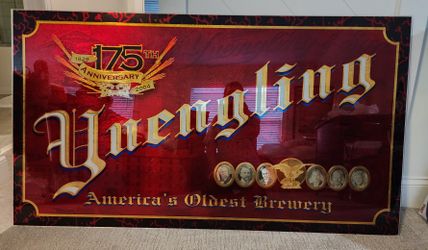 175TH
1829 ANNIVERSARY 2004
Yuengling
America's Oldest Brewery